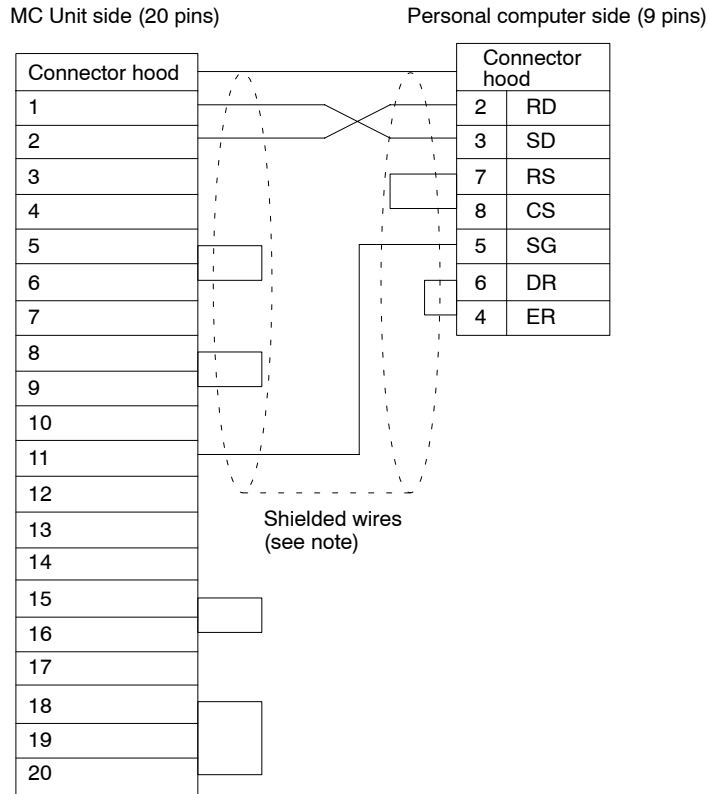 MC Unit side (20 pins)
Personal computer side (9 pins)
Connector hood
1
2
3
4
5
6
7
8
9
10
11
12
13
14
15
16
17
18
19
20
Connector
hood
2 RD
3 SD
7 RS
8 CS
5 SG
6 DR
4 ER
Shielded wires
(see note)